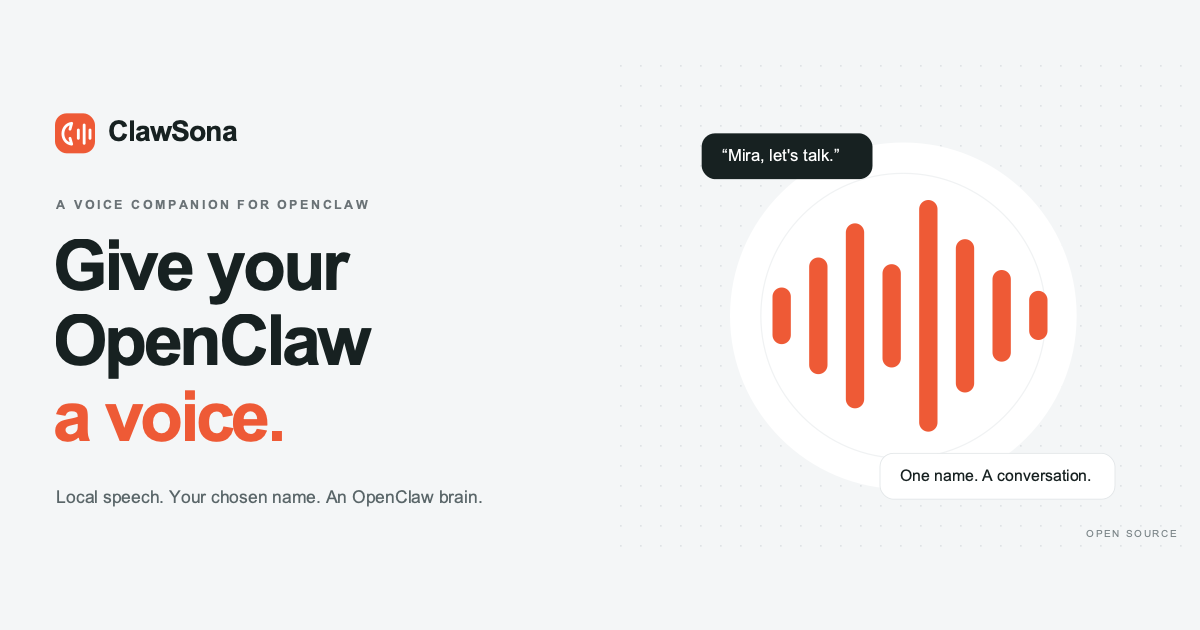 ClawSona
A VOICE COMPANION FOR OPENCLAW
Give your
OpenClaw
a voice.
Local speech. Your chosen name. An OpenClaw brain.
“Mira, let's talk.”
One name. A conversation.
OPEN SOURCE